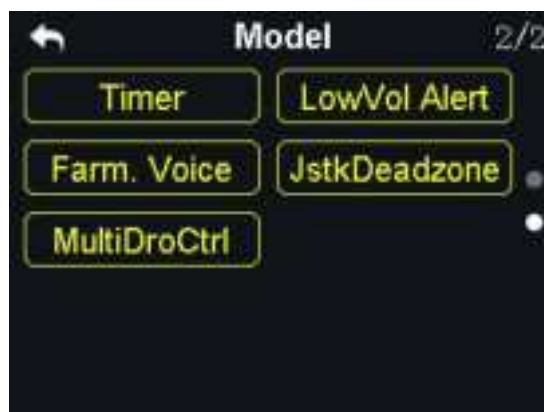 Model 2/2
Timer LowVol Alert
Farm. Voice JstkDeadzone
MultiDroCtrl